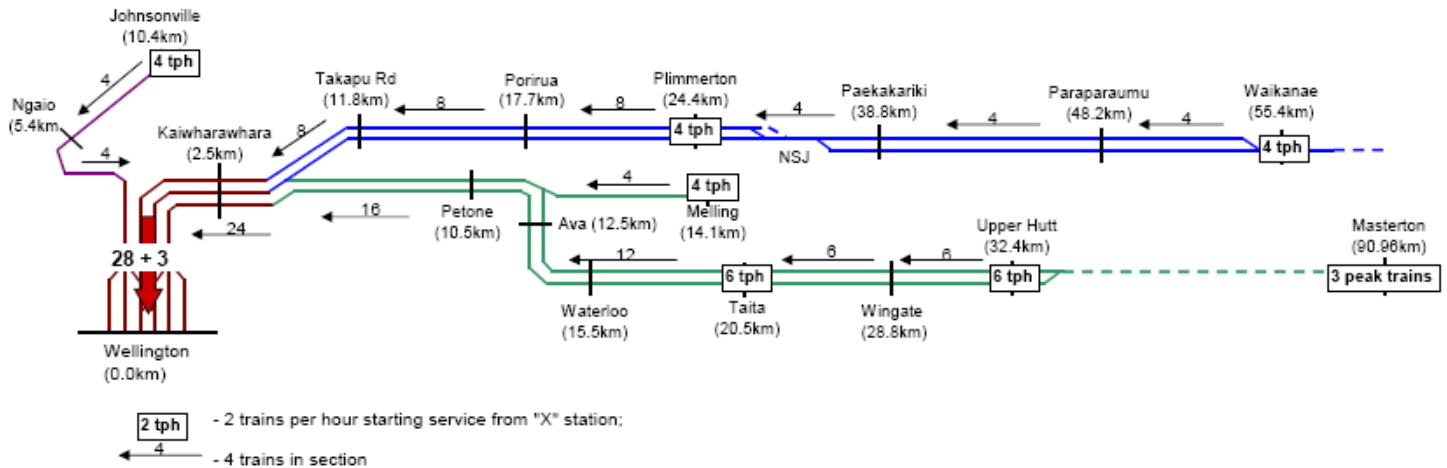 Johnsonville
(10.4km)
4 tph
4
Ngaio
(5.4km
4
Kaiwharawhara
(2.5km)
8
Takapu Rd
(11.8km)
8
Porirua
(17.7km)
8
Plimmerton
(24.4km)
4 tph
4
NSJ
Paekakariki
(38.8km)
4
Paraparaumu
(48.2km)
4
Waikanae
(55.4km)
4 tph
24
16
Petone
(10.5km)
4
4 tph
Melling
(14.1km)
Ava (12.5km)
12
Waterloo
(15.5km)
6 tph
Taita
(20.5km)
6
Wingate
(28.8km)
6
Upper Hutt
(32.4km)
6 tph
Masterton
(90.96km)
3 peak trains
28 + 3
Wellington
(0.0km)
2 tph - 2 trains per hour starting service from "X" station;
4 - 4 trains in section